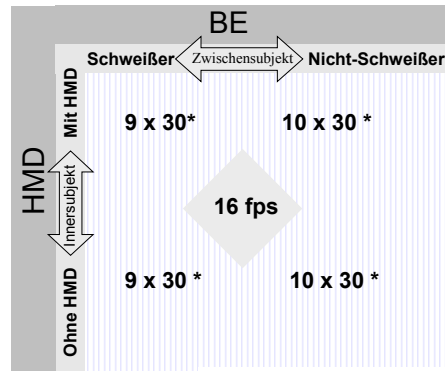 BE
Schweißer Zwischensubjekt Nicht-Schweißer
HMD
Mit HMD
Innersubjekt
Ohne HMD
9 x 30* 10 x 30 *
16 fps
9 x 30 * 10 x 30 *